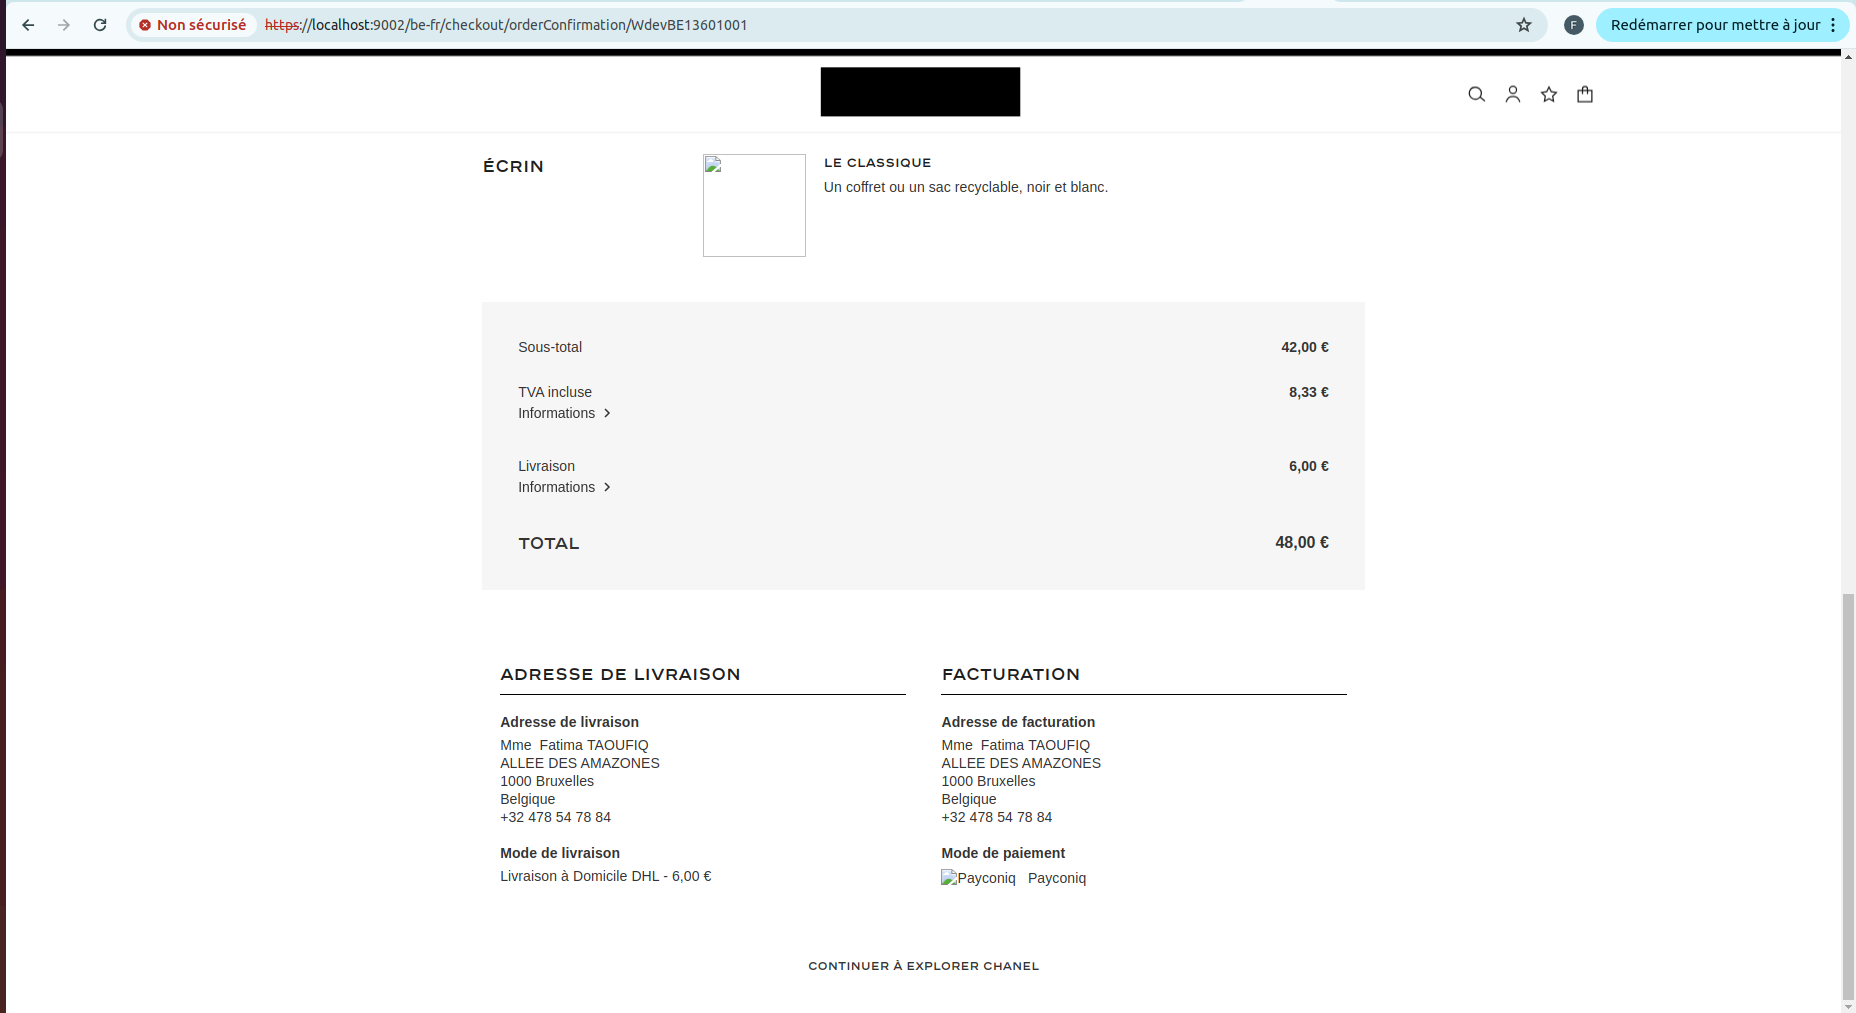 Non sécurisé https://localhost:9002/be-fr/checkout/orderConfirmation/WdevBE13601001 F Redémarrer pour mettre à jour
ÉCRIN
LE CLASSIQUE
Un coffret ou un sac recyclable, noir et blanc.
Sous-total 42,00 €
TVA incluse 8,33 €
Informations
Livraison 6,00 €
Informations
TOTAL 48,00 €
ADRESSE DE LIVRAISON
Adresse de livraison
Mme  Fatima TAOUFIQ
ALLEE DES AMAZONES
1000 Bruxelles
Belgique
+32 478 54 78 84
Mode de livraison
Livraison à Domicile DHL - 6,00 €
FACTURATION
Adresse de facturation
Mme  Fatima TAOUFIQ
ALLEE DES AMAZONES
1000 Bruxelles
Belgique
+32 478 54 78 84
Mode de paiement
Payconiq Payconiq
CONTINUER À EXPLORER CHANEL